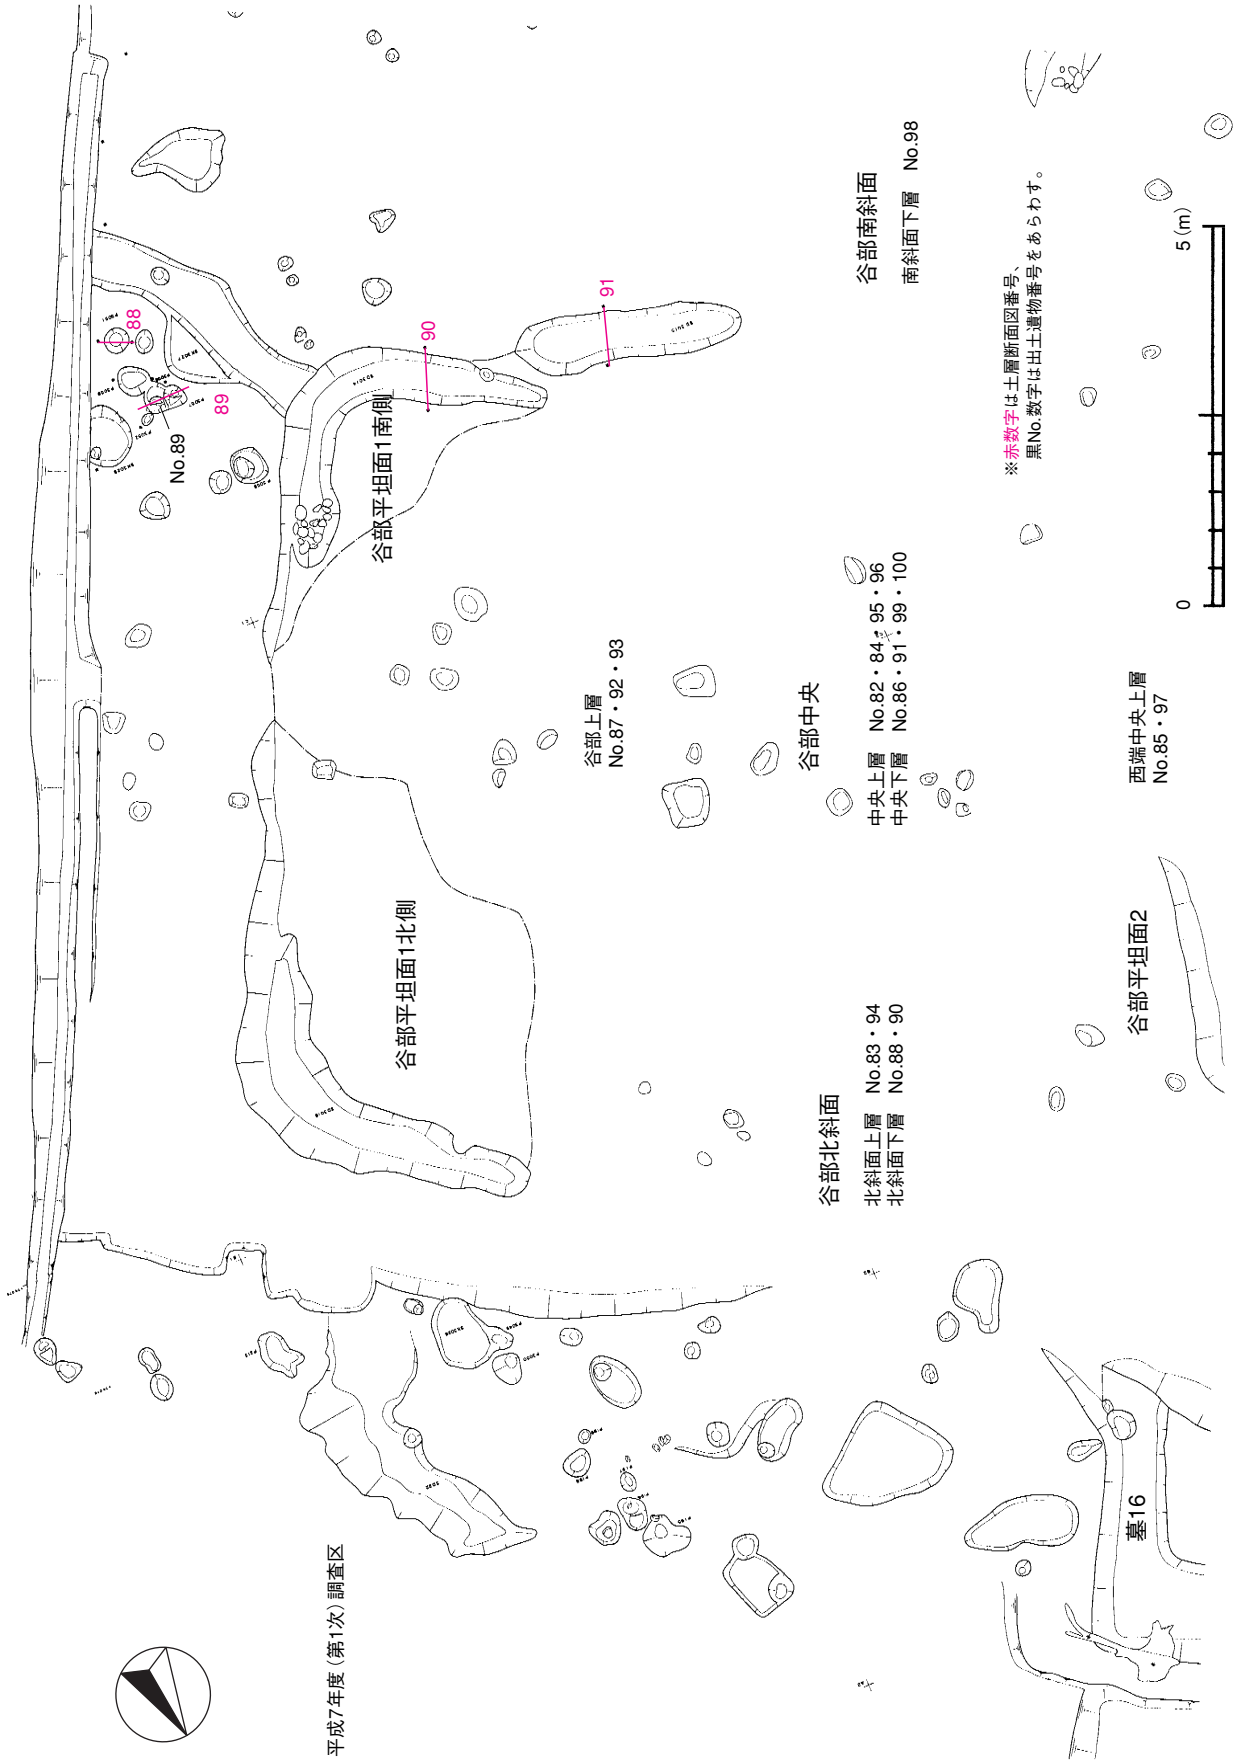 平成7年度（第1次）調査区
谷部平坦面1北側
谷部平坦面1南側
No.89
88
89
90
91
谷部上層
No.87・92・93
谷部中央
中央上層 No.82・84・95・96
中央下層 No.86・91・99・100
谷部北斜面
北斜面上層 No.83・94
北斜面下層 No.88・90
谷部南斜面
南斜面下層 No.98
谷部平坦面2
西端中央上層
No.85・97
墓16
※赤数字は土層断面図番号、
黒No.数字は出土遺物番号をあらわす。
0 5(m)